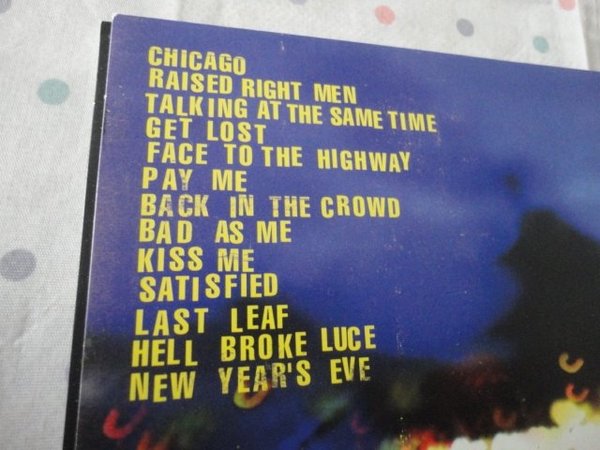 CHICAGO
RAISED RIGHT MEN
TALKING AT THE SAME TIME
GET LOST
FACE TO THE HIGHWAY
PAY ME
BACK IN THE CROWD
BAD AS ME
KISS ME
SATISFIED
LAST LEAF
HELL BROKE LUCE
NEW YEAR'S EVE